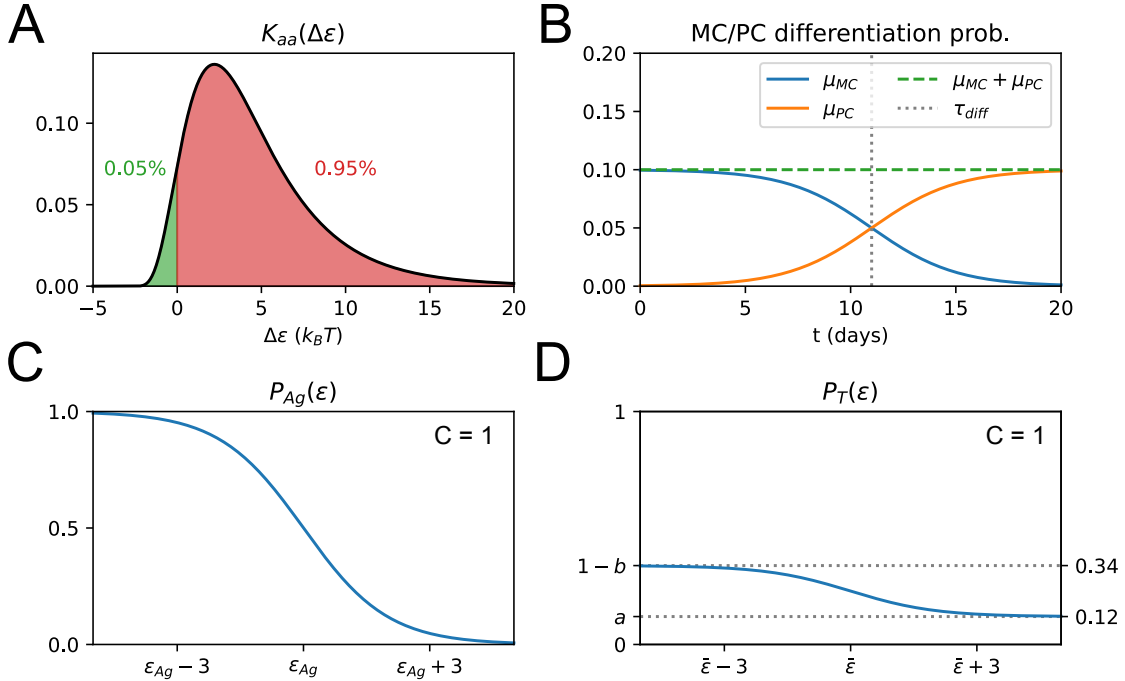 A
K_aa(Δε)
0.10
0.05
0.00
0.05%
0.95%
−5 0 5 10 15 20
Δε (k_BT)
B
MC/PC differentiation prob.
0.20
0.15
0.10
0.05
0.00
μ_MC
μ_PC
μ_MC + μ_PC
τ_diff
0 5 10 15 20
t (days)
C
P_Ag(ε)
1.0
0.5
0.0
C = 1
ε_Ag − 3 ε_Ag ε_Ag + 3
D
P_T(ε)
1
1 − b
a
0
C = 1
0.34
0.12
ε̄ − 3 ε̄ ε̄ + 3